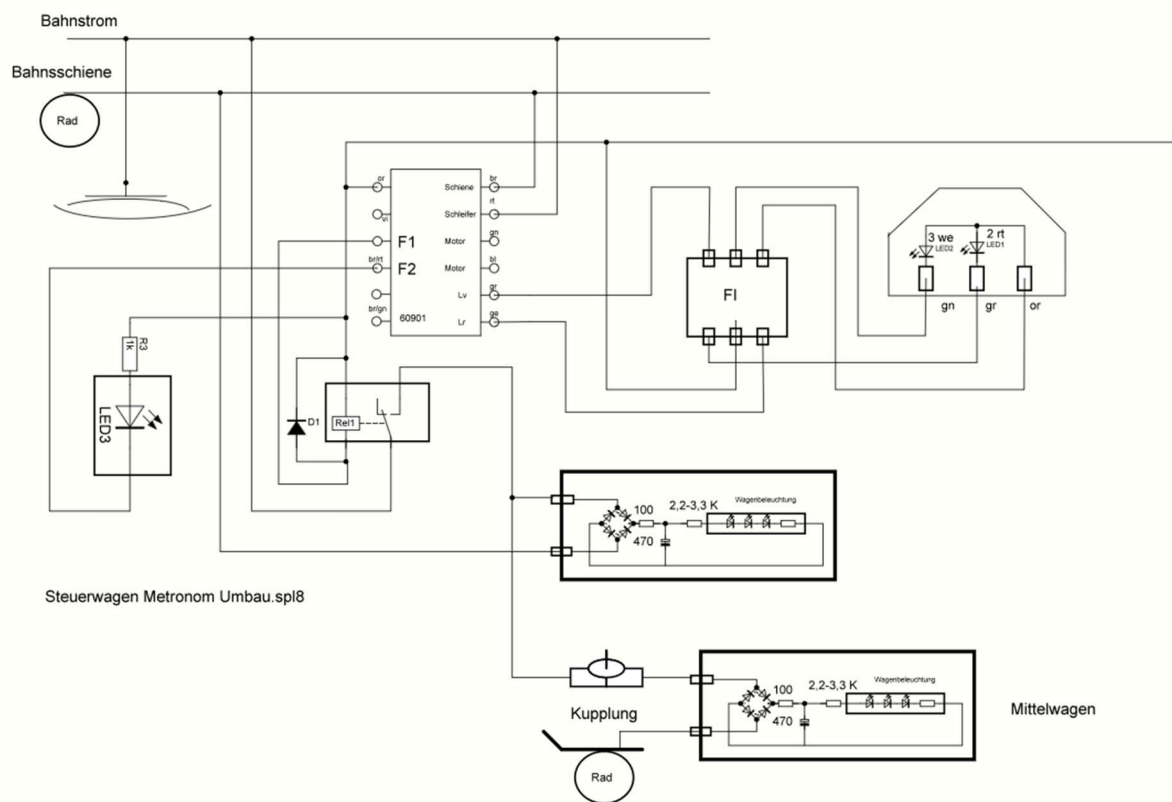 Bahnstrom
Bahnsschiene
Rad
or
vi
F1
br/rt
F2
br/gn
60901
Schiene
br
Schleifer
rt
Motor
gn
Motor
bl
Lv
gr
Lr
ge
FI
3 we
LED2
2 rt
LED1
gn
gr
or
R3
1k
LED3
D1
Rel1
100
470
2,2-3,3 K
Wagenbeleuchtung
Steuerwagen Metronom Umbau.spl8
Kupplung
Rad
100
470
2,2-3,3 K
Wagenbeleuchtung
Mittelwagen